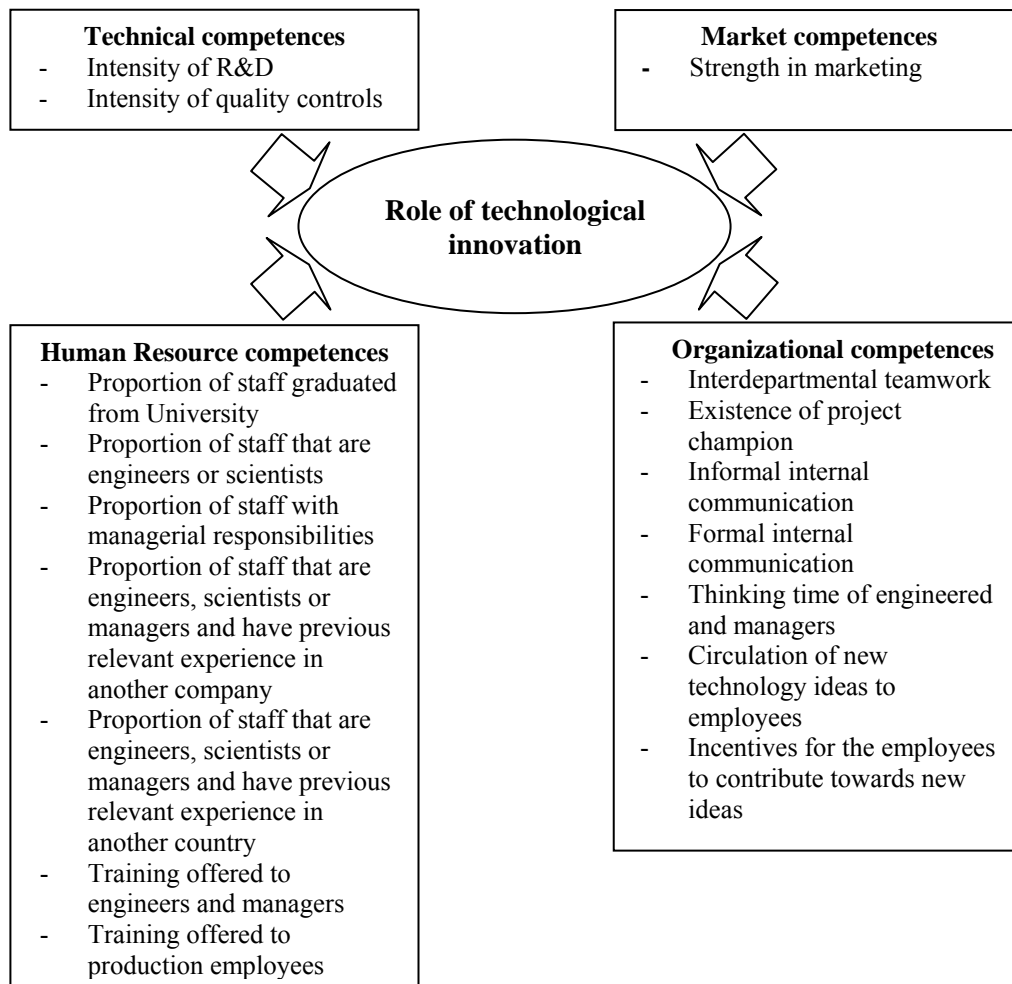 Technical competences
- Intensity of R&D
- Intensity of quality controls
Market competences
- Strength in marketing
Role of technological
innovation
Human Resource competences
- Proportion of staff graduated
from University
- Proportion of staff that are
engineers or scientists
- Proportion of staff with
managerial responsibilities
- Proportion of staff that are
engineers, scientists or
managers and have previous
relevant experience in
another company
- Proportion of staff that are
engineers, scientists or
managers and have previous
relevant experience in
another country
- Training offered to
engineers and managers
- Training offered to
production employees
Organizational competences
- Interdepartmental teamwork
- Existence of project
champion
- Informal internal
communication
- Formal internal
communication
- Thinking time of engineered
and managers
- Circulation of new
technology ideas to
employees
- Incentives for the employees
to contribute towards new
ideas